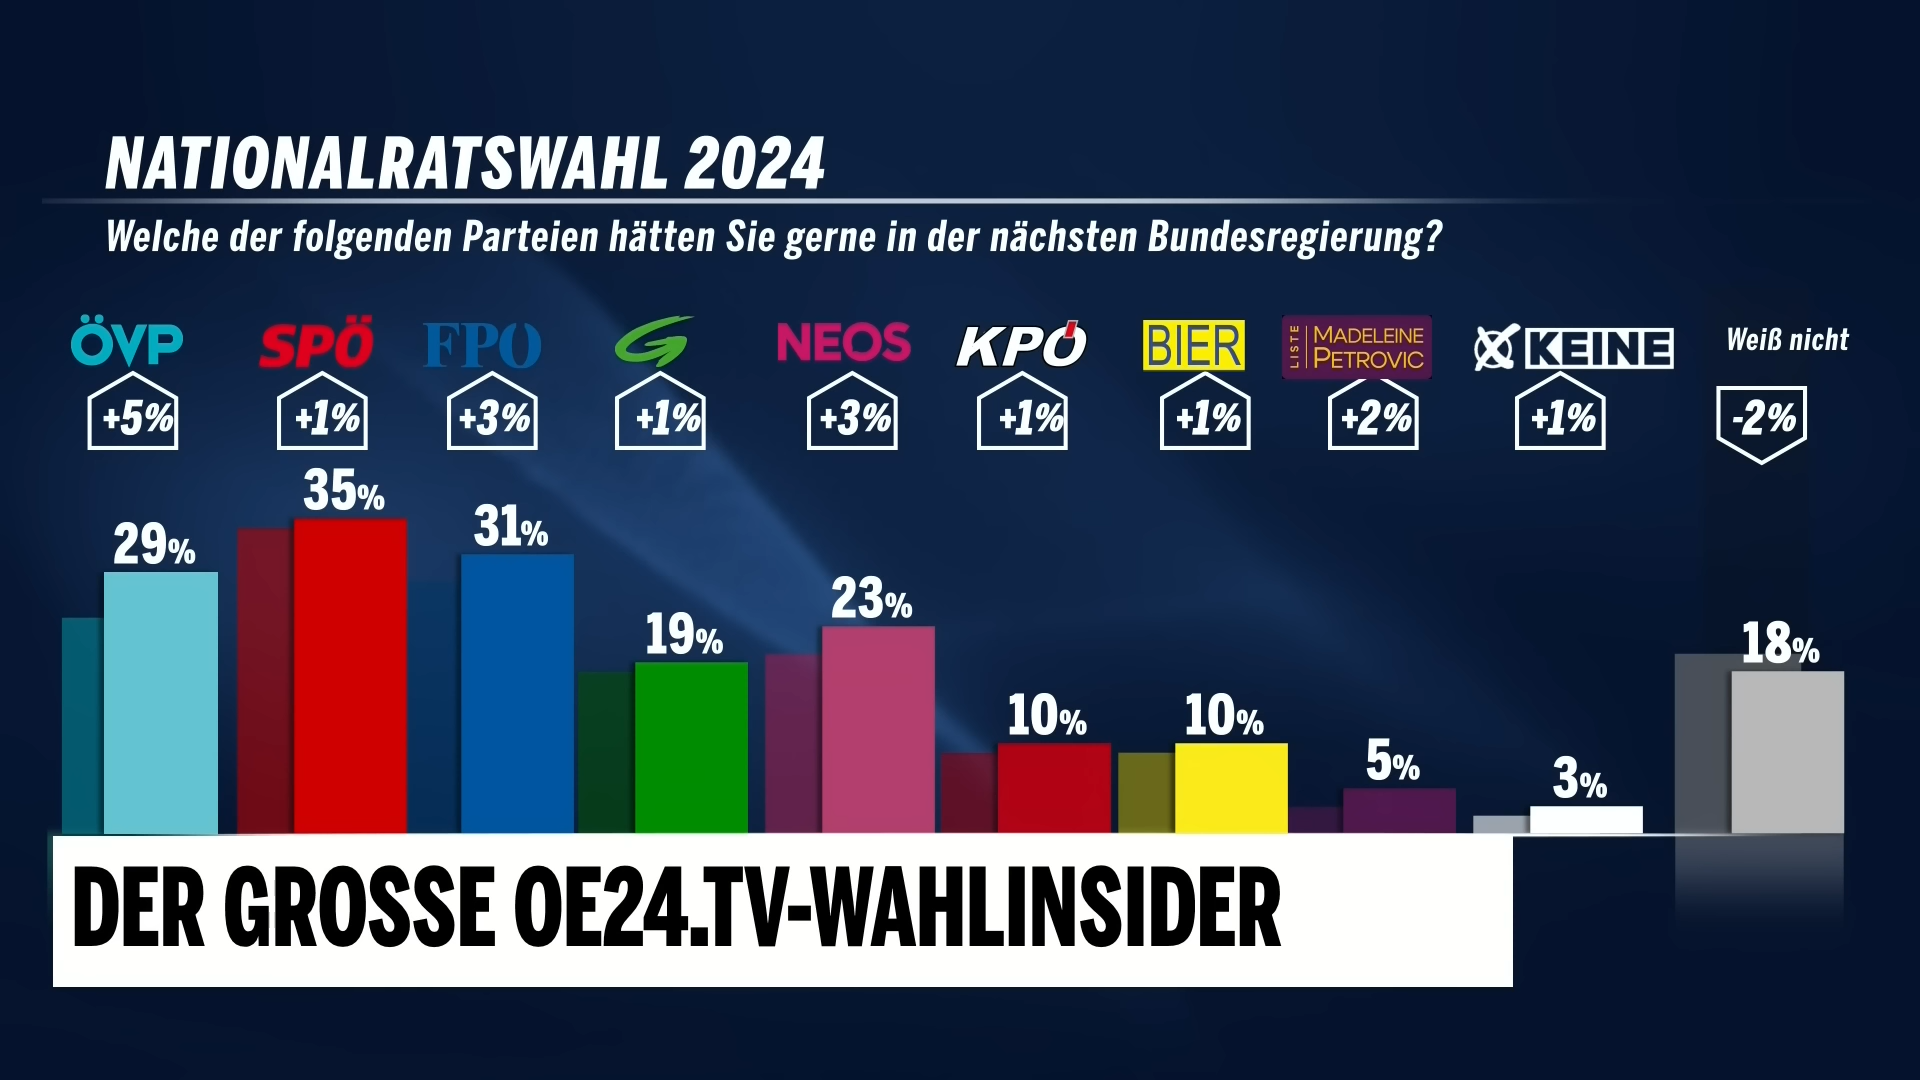 NATIONALRATSWAHL 2024
Welche der folgenden Parteien hätten Sie gerne in der nächsten Bundesregierung?
ÖVP SPÖ FPÖ G NEOS KPÖ BIER LISTE MADELEINE PETROVIC KEINE Weiß nicht
+5% +1% +3% +1% +3% +1% +1% +2% +1% -2%
29% 35% 31% 19% 23% 10% 10% 5% 3% 18%
DER GROSSE OE24.TV-WAHLINSIDER